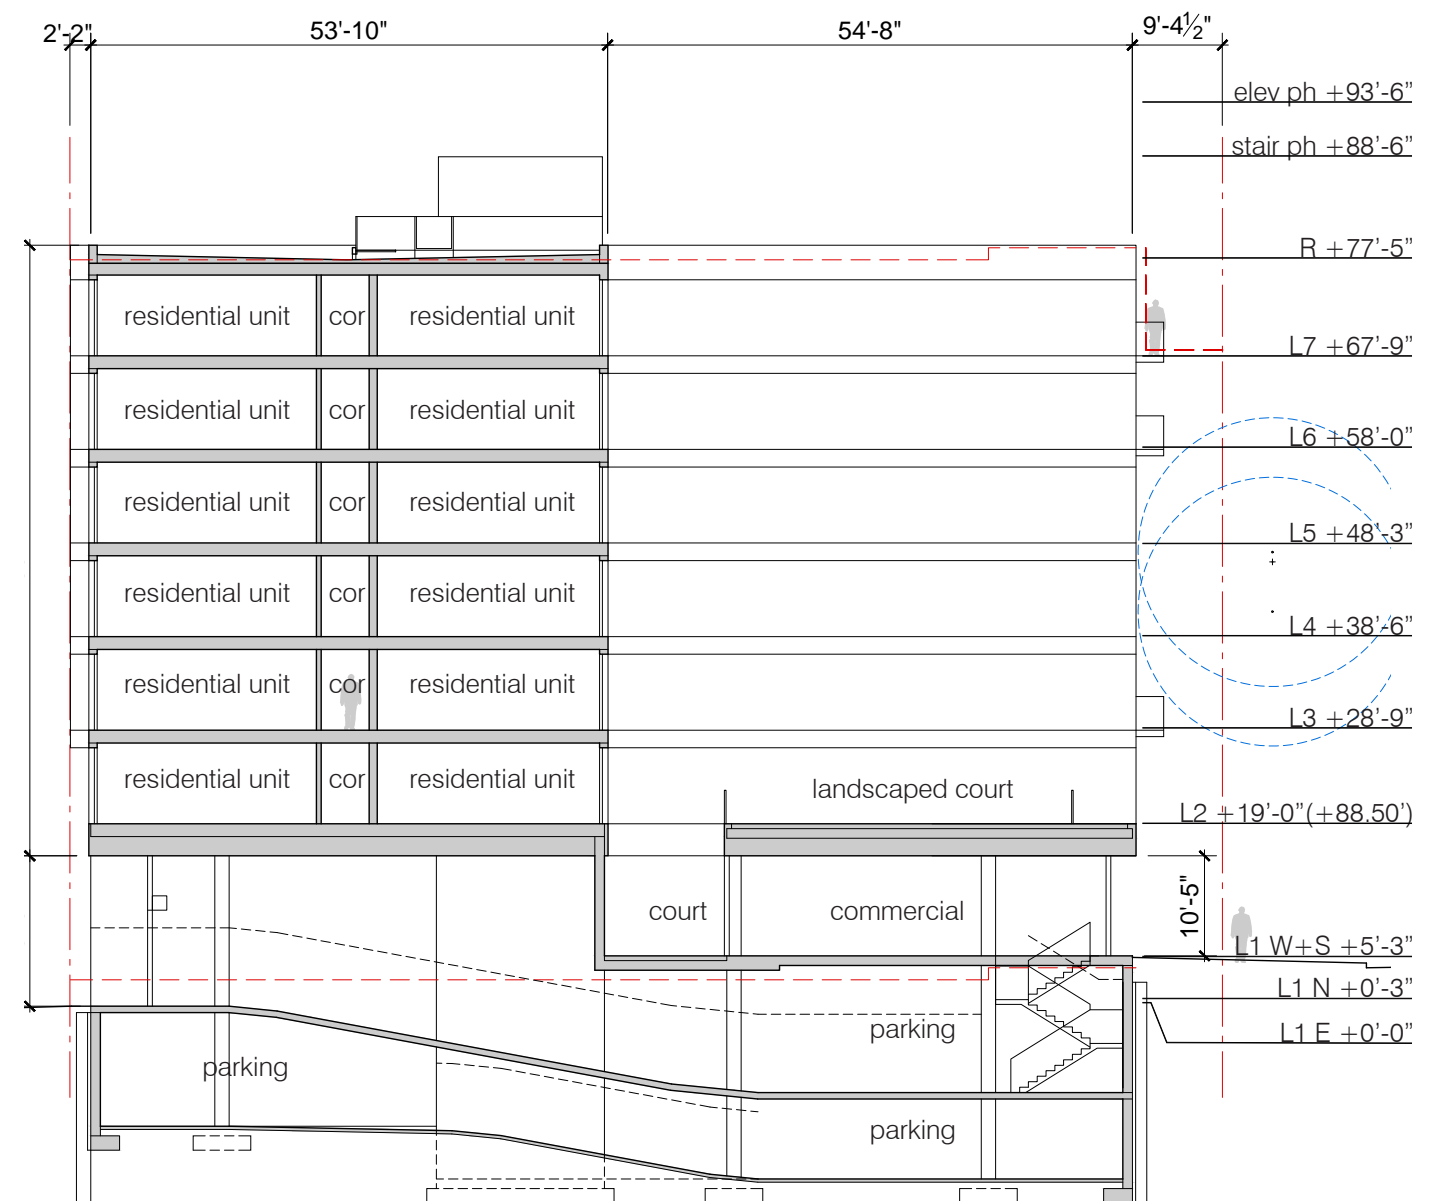 2'-2" 53'-10" 54'-8" 9'-4½"
elev ph +93'-6”
stair ph +88'-6”
R +77'-5”
residential unit cor residential unit
L7 +67'-9”
residential unit cor residential unit
L6 +58'-0”
residential unit cor residential unit
L5 +48'-3”
residential unit cor residential unit
L4 +38'-6”
residential unit cor residential unit
L3 +28'-9”
residential unit cor residential unit
landscaped court
L2 +19'-0”(+88.50')
court commercial
10'-5"
L1 W+S +5'-3”
L1 N +0'-3”
parking
L1 E +0'-0”
parking
parking